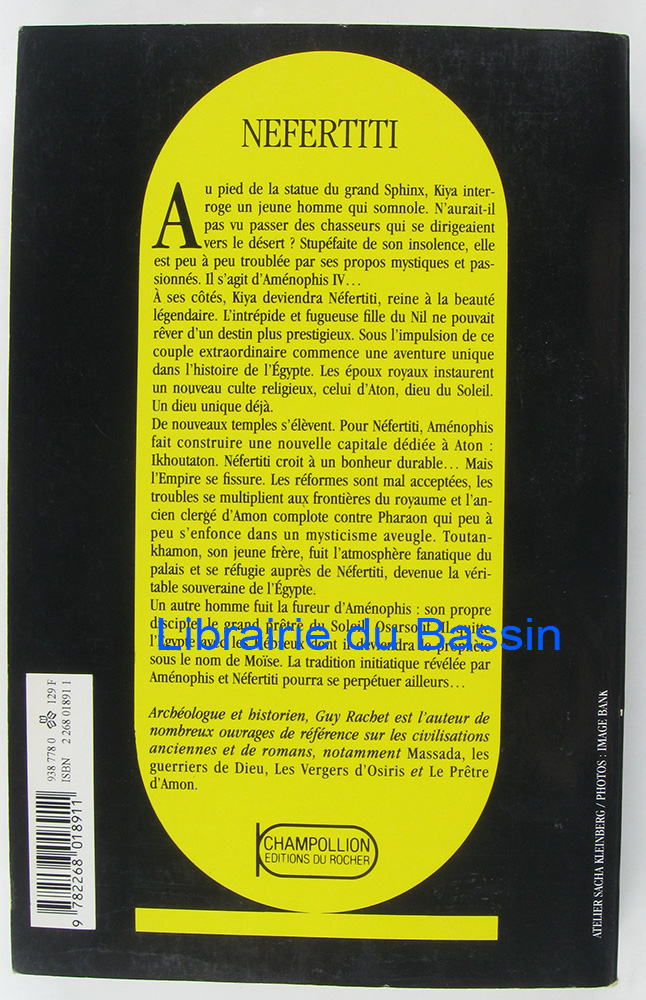 NEFERTITI
Au pied de la statue du grand Sphinx, Kiya inter-
roge un jeune homme qui somnole. N'aurait-il
pas vu passer des chasseurs qui se dirigeaient
vers le désert ? Stupéfaite de son insolence, elle
est peu à peu troublée par ses propos mystiques et pas-
sionnés. Il s'agit d'Aménophis IV...
À ses côtés, Kiya deviendra Néfertiti, reine à la beauté
légendaire. L'intrépide et fugueuse fille du Nil ne pouvait
rêver d'un destin plus prestigieux. Sous l'impulsion de ce
couple extraordinaire commence une aventure unique
dans l'histoire de l'Égypte. Les époux royaux instaurent
un nouveau culte religieux, celui d'Aton, dieu du Soleil.
Un dieu unique déjà.
De nouveaux temples s'élèvent. Pour Néfertiti, Aménophis
fait construire une nouvelle capitale dédiée à Aton :
Ikhoutaton. Néfertiti croit à un bonheur durable... Mais
l'Empire se fissure. Les réformes sont mal acceptées, les
troubles se multiplient aux frontières du royaume et l'an-
cien clergé d'Amon complote contre Pharaon qui peu à
peu s'enfonce dans un mysticisme aveugle. Toutan-
khamon, son jeune frère, fuit l'atmosphère fanatique du
palais et se réfugie auprès de Néfertiti, devenue la véri-
table souveraine de l'Égypte.
Un autre homme fuit la fureur d'Aménophis : son propre
disciple, le grand prêtre du Soleil, Osarsouf. Il quitte
l'Égypte avec les Hébreux dont il deviendra le prophète
sous le nom de Moïse. La tradition initiatique révélée par
Aménophis et Néfertiti pourra se perpétuer ailleurs...
Librairie du Bassin
Archéologue et historien, Guy Rachet est l'auteur de
nombreux ouvrages de référence sur les civilisations
anciennes et de romans, notamment Massada, les
guerriers de Dieu, Les Vergers d'Osiris et Le Prêtre
d'Amon.
CHAMPOLLION
EDITIONS DU ROCHER
938 778 0 129 F
ISBN 2 268 01891 1
9 782268 018911
ATELIER SACHA KLEINBERG / PHOTOS : IMAGE BANK